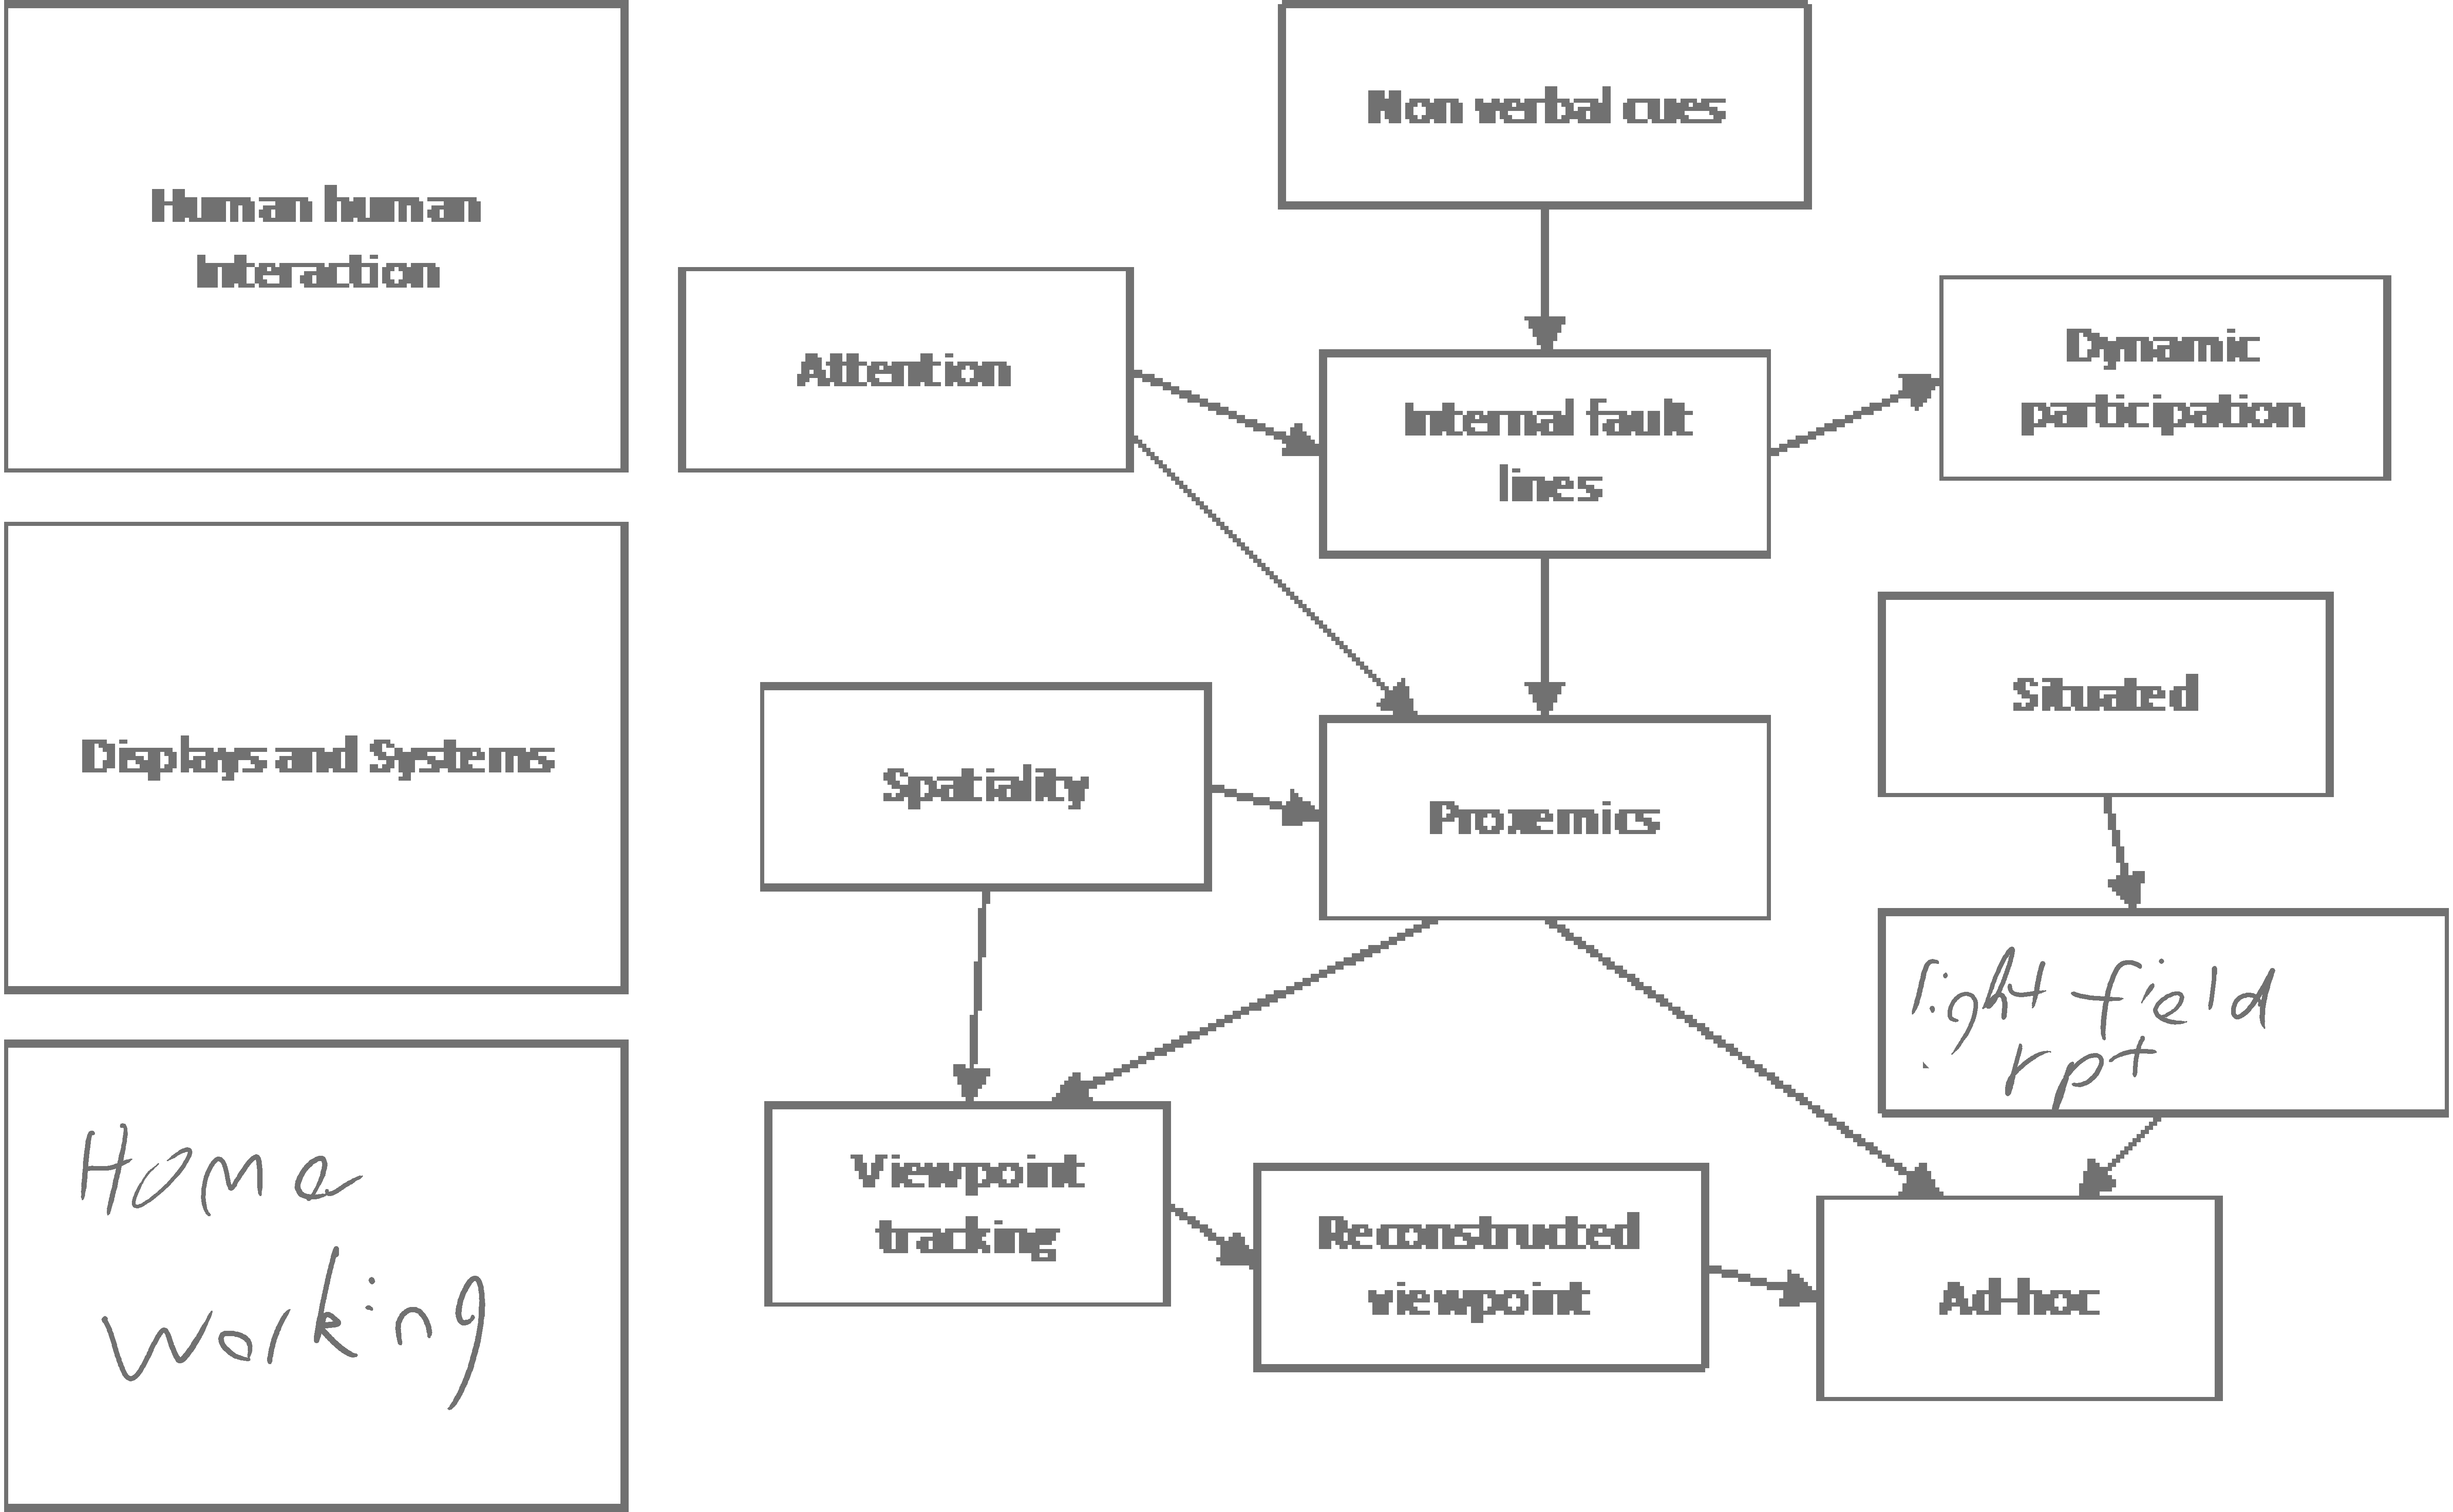 Human human
Interaction
Displays and Systems
Home
working
Non verbal cues
Attention
Internal fault
lines
Dynamic
participation
Situated
Spatiality
Proxemics
light field
rpt
Viewpoint
tracking
Reconstructed
viewpoint
Ad-hoc